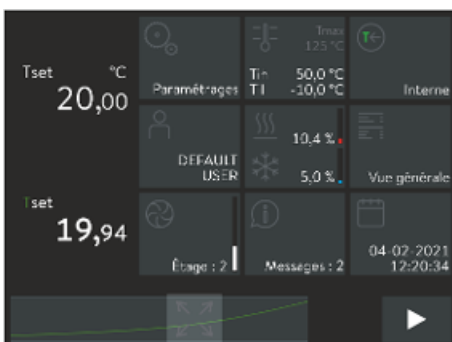 Tset °C
20,00
Tset
19,94
Paramétrages
Tmax
125 °C
50,0 °C
-10,0 °C
T←
Interne
DEFAULT
USER
10,4 %
5,0 %
Vue générale
Étage : 2
Messages : 2
04-02-2021
12:20:34